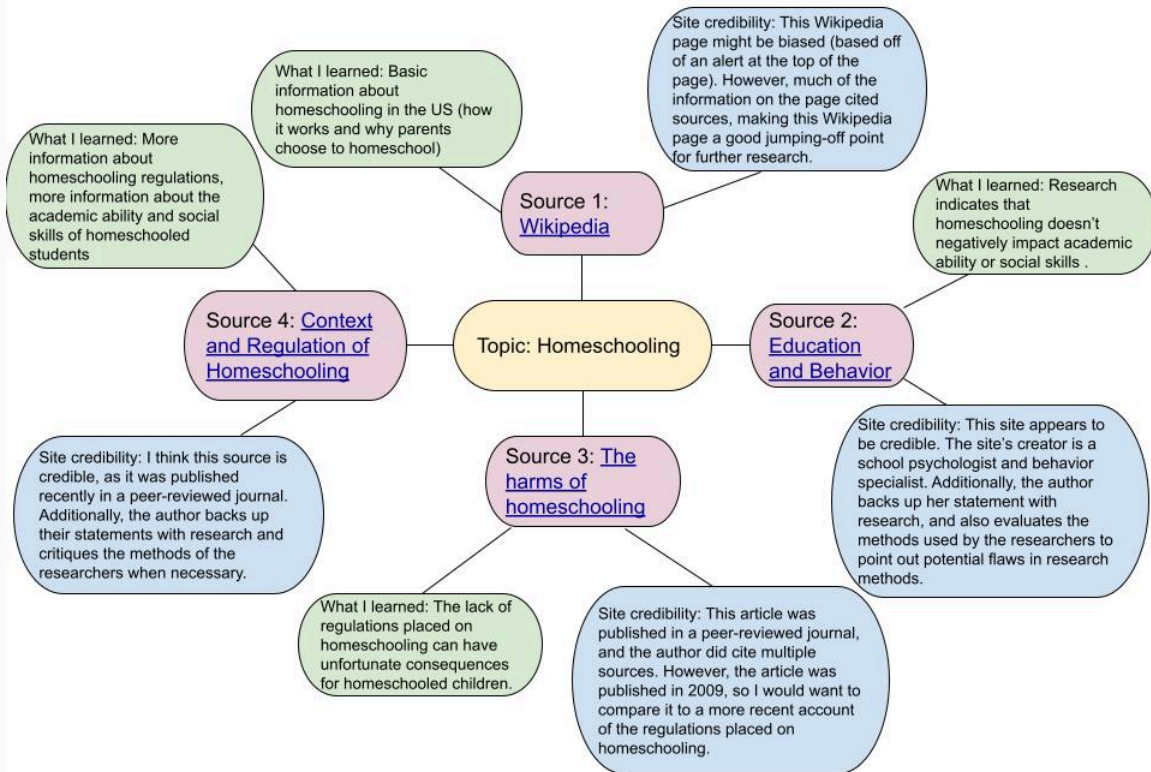 Site credibility: This Wikipedia
page might be biased (based off
of an alert at the top of the
page). However, much of the
information on the page cited
sources, making this Wikipedia
page a good jumping-off point
for further research.
What I learned: Basic
information about
homeschooling in the US (how
it works and why parents
choose to homeschool)
What I learned: More
information about
homeschooling regulations,
more information about the
academic ability and social
skills of homeschooled
students
Source 1:
Wikipedia
What I learned: Research
indicates that
homeschooling doesn't
negatively impact academic
ability or social skills .
Source 4: Context
and Regulation of
Homeschooling
Topic: Homeschooling
Source 2:
Education
and Behavior
Site credibility: I think this source is
credible, as it was published
recently in a peer-reviewed journal.
Additionally, the author backs up
their statements with research and
critiques the methods of the
researchers when necessary.
Source 3: The
harms of
homeschooling
Site credibility: This site appears to
be credible. The site's creator is a
school psychologist and behavior
specialist. Additionally, the author
backs up her statement with
research, and also evaluates the
methods used by the researchers to
point out potential flaws in research
methods.
What I learned: The lack of
regulations placed on
homeschooling can have
unfortunate consequences
for homeschooled children.
Site credibility: This article was
published in a peer-reviewed journal,
and the author did cite multiple
sources. However, the article was
published in 2009, so I would want to
compare it to a more recent account
of the regulations placed on
homeschooling.